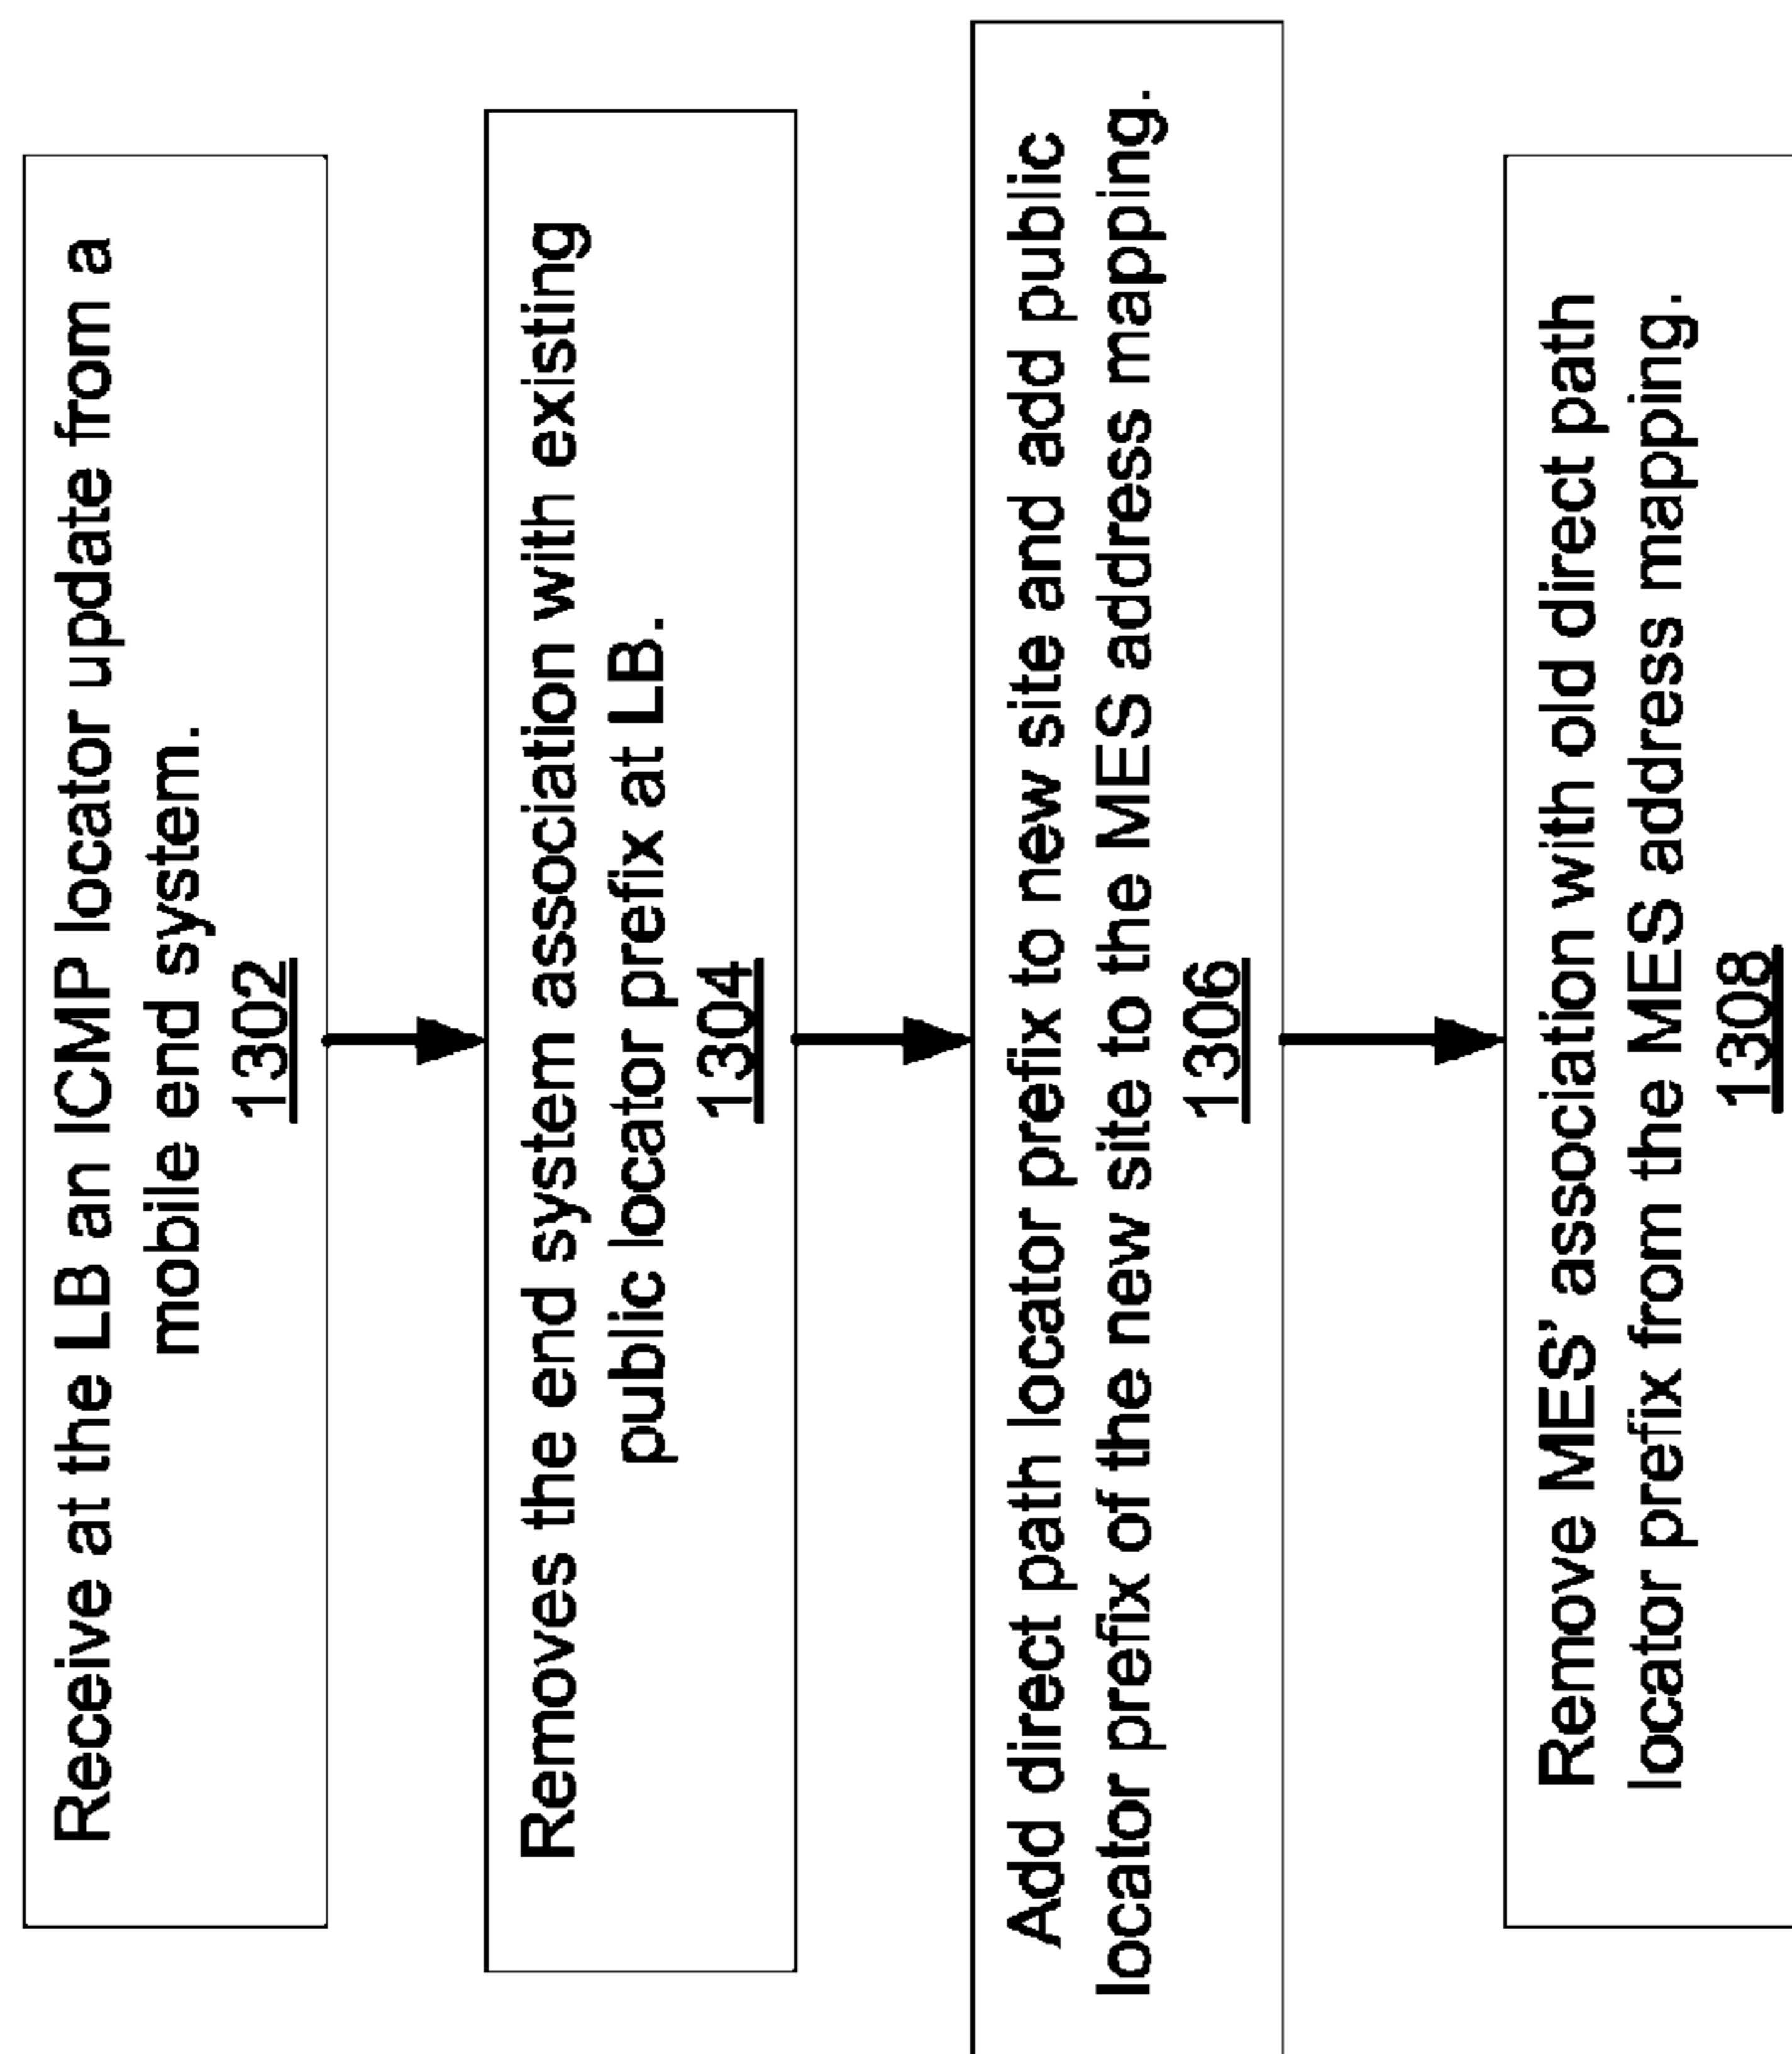 Receive at the LB an ICMP locator update from a
mobile end system.
1302
Removes the end system association with existing
public locator prefix at LB.
1304
Add direct path locator prefix to new site and add public
locator prefix of the new site to the MES address mapping.
1306
Remove MES' association with old direct path
locator prefix from the MES address mapping.
1308